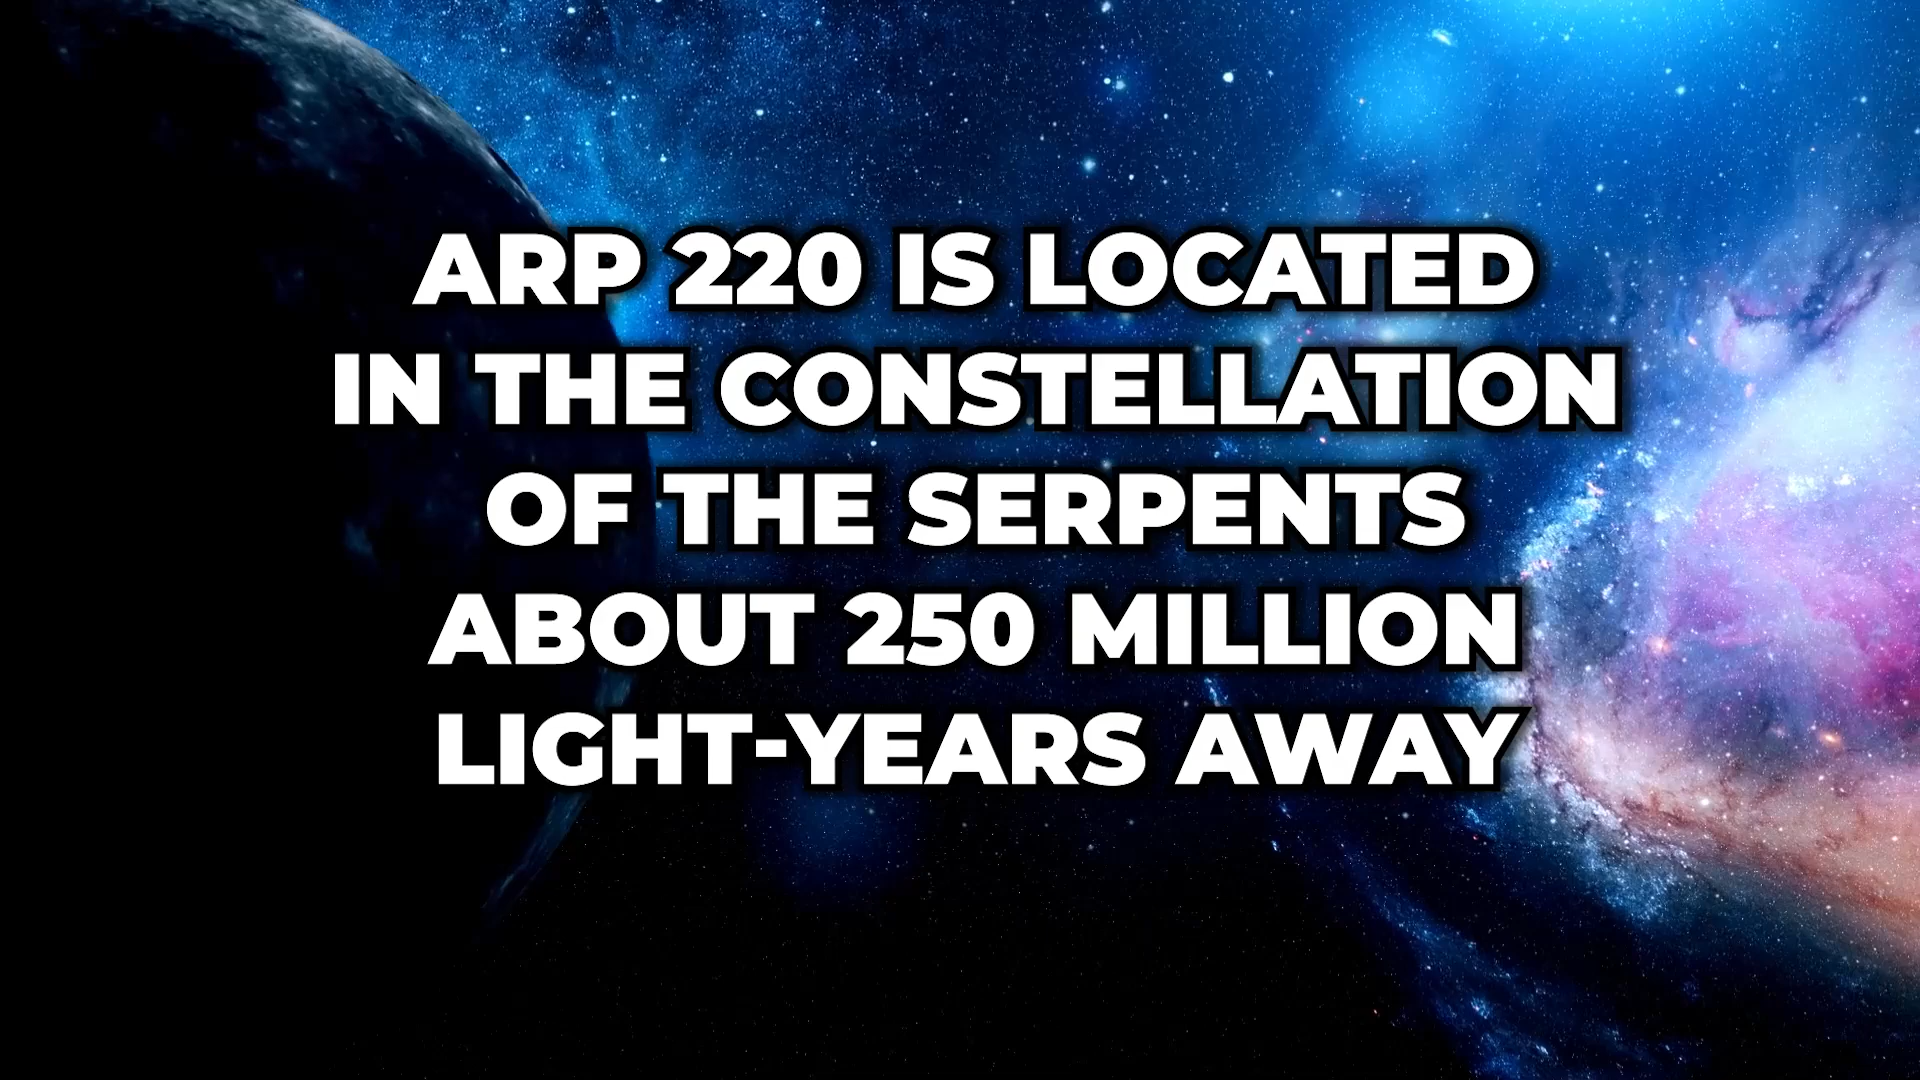 ARP 220 IS LOCATED
IN THE CONSTELLATION
OF THE SERPENTS
ABOUT 250 MILLION
LIGHT-YEARS AWAY